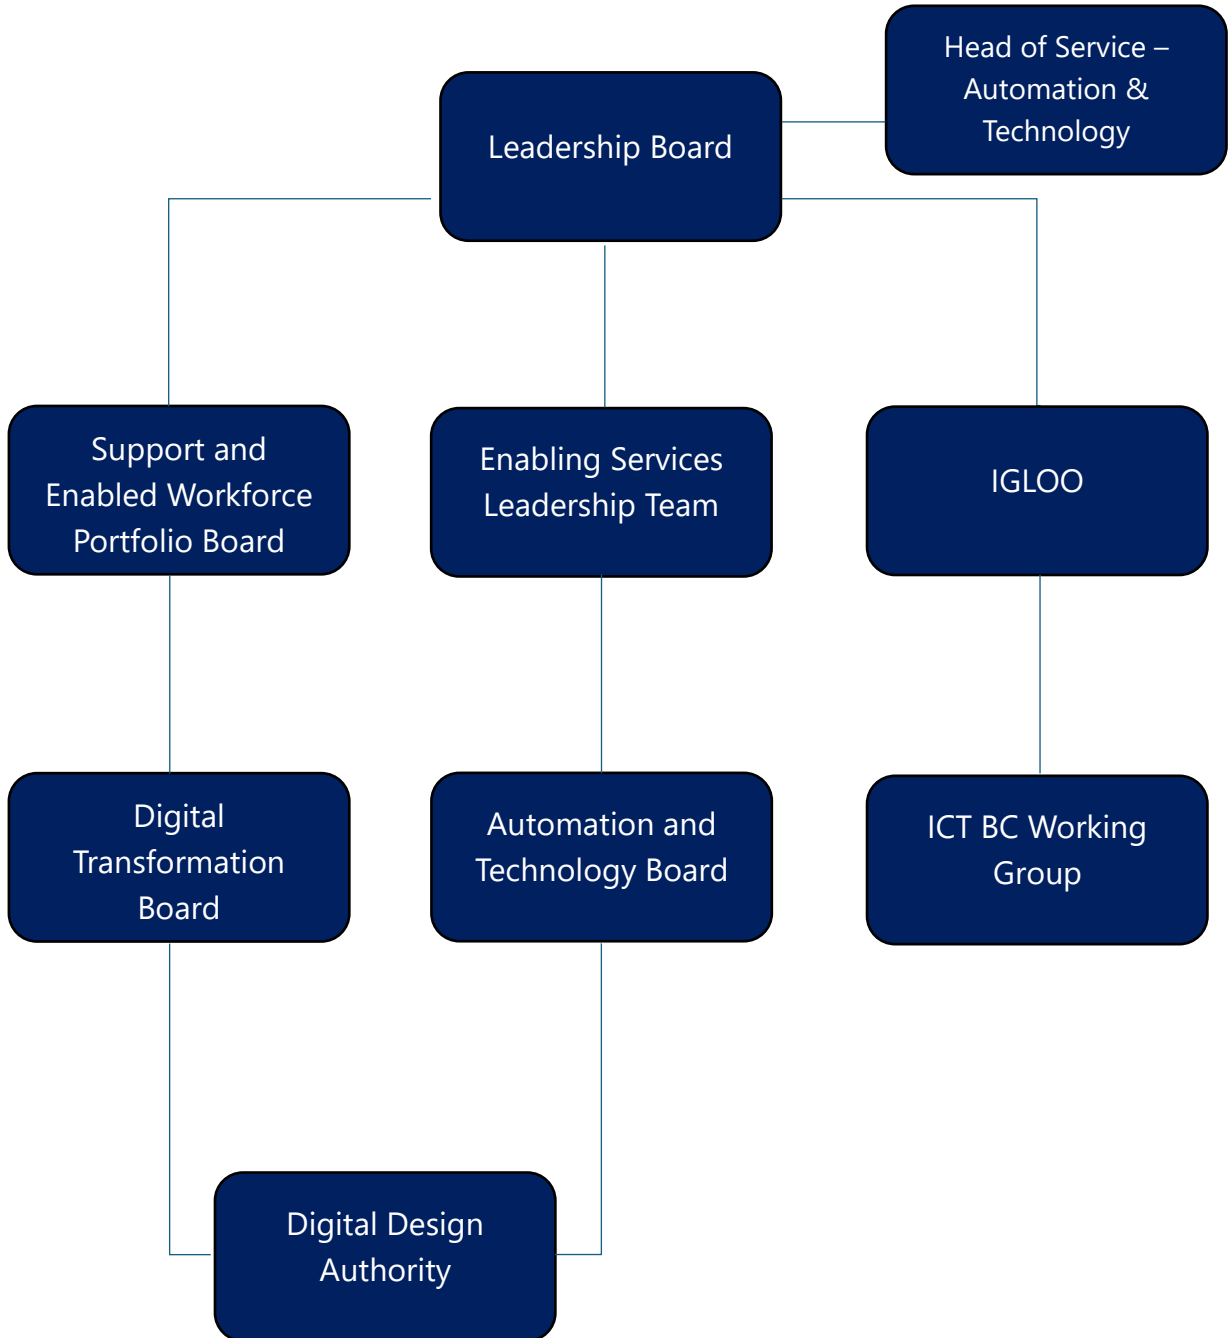 Head of Service –
Automation &
Technology
Leadership Board
Support and
Enabled Workforce
Portfolio Board
Enabling Services
Leadership Team
IGLOO
Digital
Transformation
Board
Automation and
Technology Board
ICT BC Working
Group
Digital Design
Authority